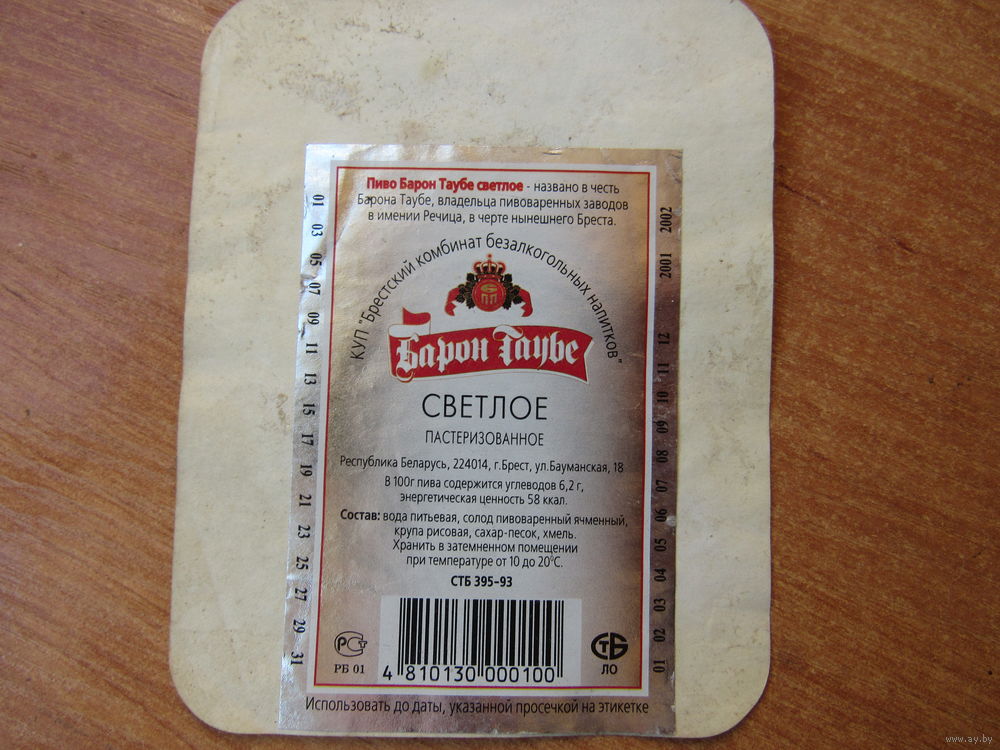 Пиво Барон Таубе светлое - названо в честь
Барона Таубе, владельца пивоваренных заводов
в имении Речица, в черте нынешнего Бреста.
КУП "Брестский комбинат безалкогольных напитков"
Барон Таубе
СВЕТЛОЕ
ПАСТЕРИЗОВАННОЕ
Республика Беларусь, 224014, г.Брест, ул.Бауманская, 18
В 100г пива содержится углеводов 6,2 г,
энергетическая ценность 58 ккал.
Состав: вода питьевая, солод пивоваренный ячменный,
крупа рисовая, сахар-песок, хмель.
Хранить в затемненном помещении
при температуре от 10 до 20°С.
СТБ 395-93
РСТ
РБ 01
4 810130 000100
СТБ
ЛО
Использовать до даты, указанной просечкой на этикетке
01 03 05 07 09 11 13 15 17 19 21 23 25 27 29 31
01 02 03 04 05 06 07 08 09 10 11 12 2001 2002
www.ay.by